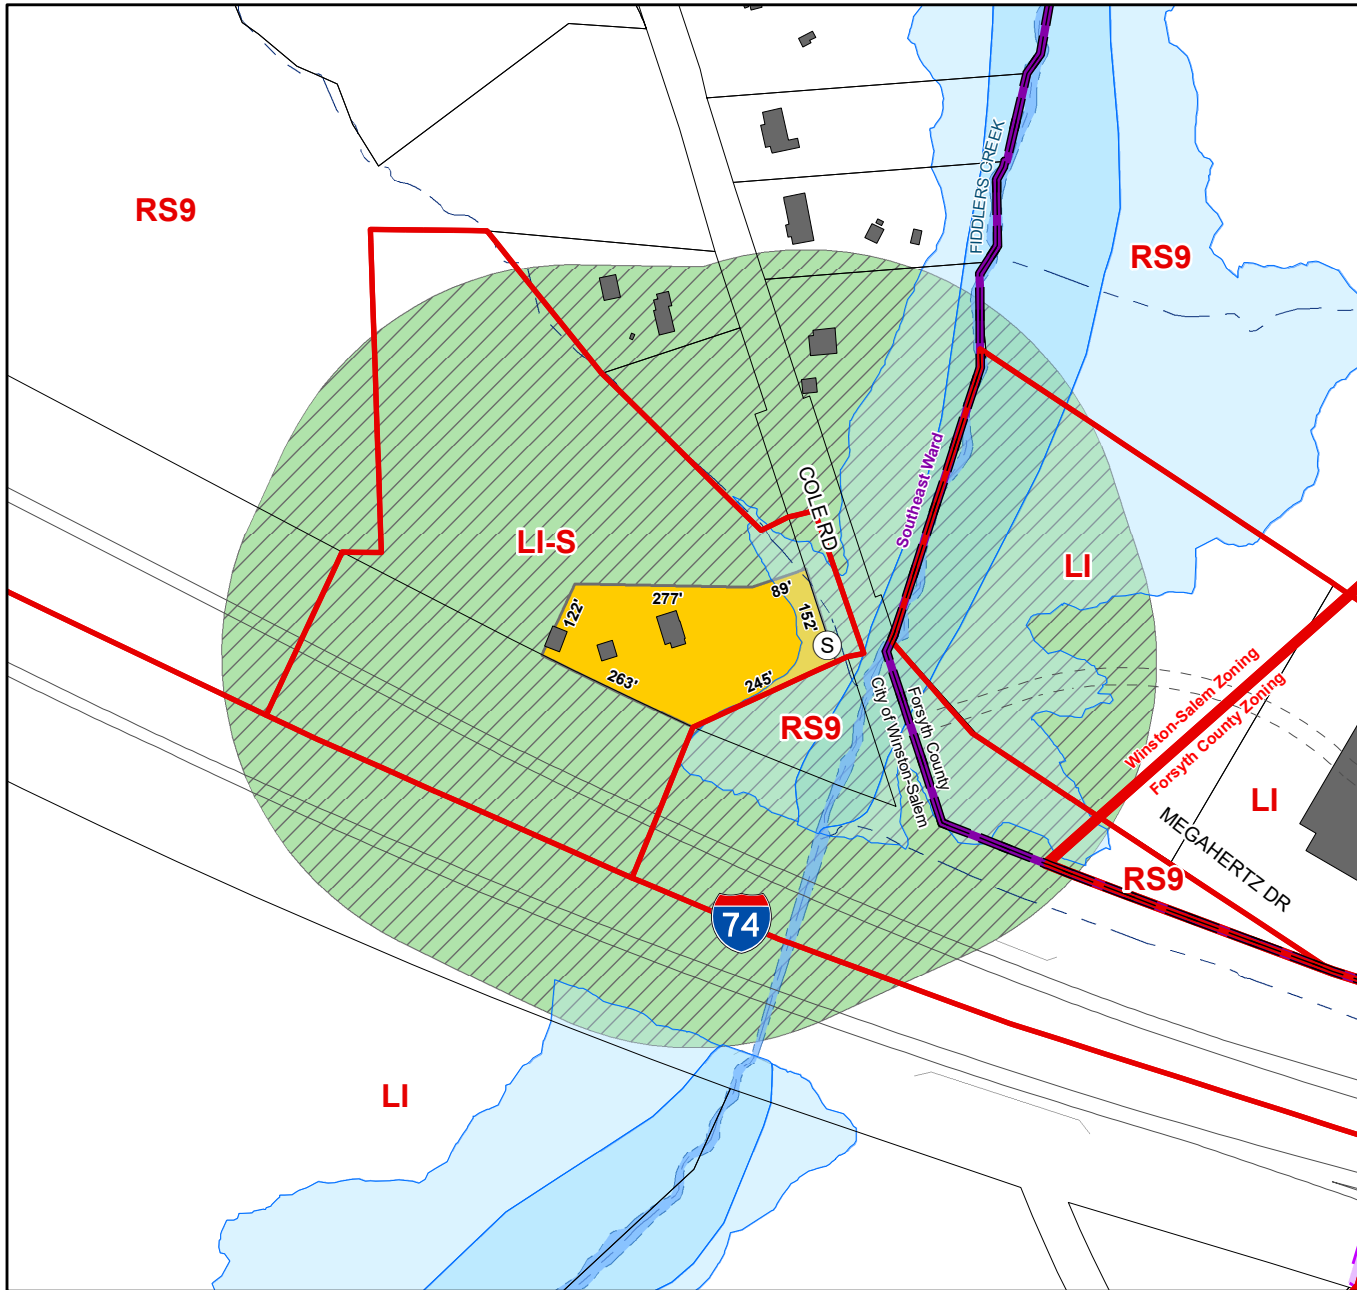 RS9
FIDDLERS CREEK
RS9
Southeast Ward
COLE RD
LI-S
LI
89'
277'
122'
152'
S
263'
245'
RS9
City of Winston-Salem
Forsyth County
Winston-Salem Zoning
Forsyth County Zoning
LI
MEGAHERTZ DR
RS9
74
LI